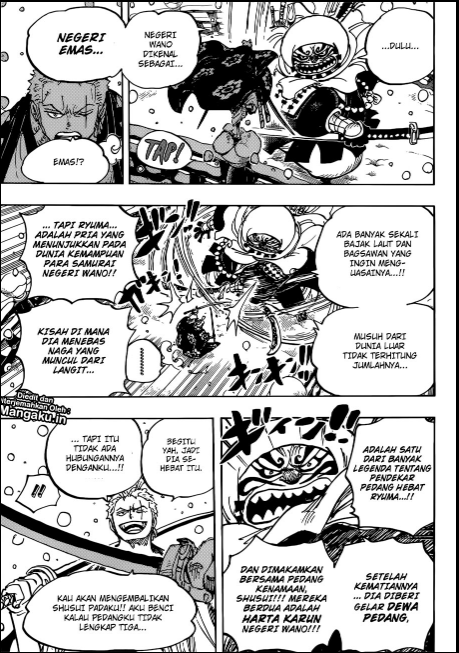 ...DULU...
NEGERI
WANO
DIKENAL
SEBAGAI...
NEGERI
EMAS...
EMAS!?
TAP!
ADA BANYAK SEKALI
BAJAK LAUT DAN
BAGSAWAN YANG
INGIN MENG-
UASAINYA...!!
MUSUH DARI
DUNIA LUAR
TIDAK TERHITUNG
JUMLAHNYA...
... TAPI RYUMA...
ADALAH PRIA YANG
MENUNJUKKAN PADA
DUNIA KEMAMPUAN
PARA SAMURAI
NEGERI WANO!!
KISAH DI MANA
DIA MENEBAS
NAGA YANG
MUNCUL DARI
LANGIT...
ADALAH SATU
DARI BANYAK
LEGENDA TENTANG
PENDEKAR
PEDANG HEBAT
RYUMA...!!
SETELAH
KEMATIANNYA
... DIA DIBERI
GELAR DEWA
PEDANG,
DAN DIMAKAMKAN
BERSAMA PEDANG
KENAMAAN,
SHUSUI!!! MEREKA
BERDUA ADALAH
HARTA KARUN
NEGERI WANO!!!
Diedit dan
iterjemahkan Oleh :
Mangaku.in
BEGITU
YAH, JADI
DIA SE-
HEBAT ITU.
... TAPI ITU
TIDAK ADA
HUBUNGANNYA
DENGANKU...!!
!!
KAU AKAN MENGEMBALIKAN
SHUSUI PADAKU!! AKU BENCI
KALAU PEDANGKU TIDAK
LENGKAP TIGA...